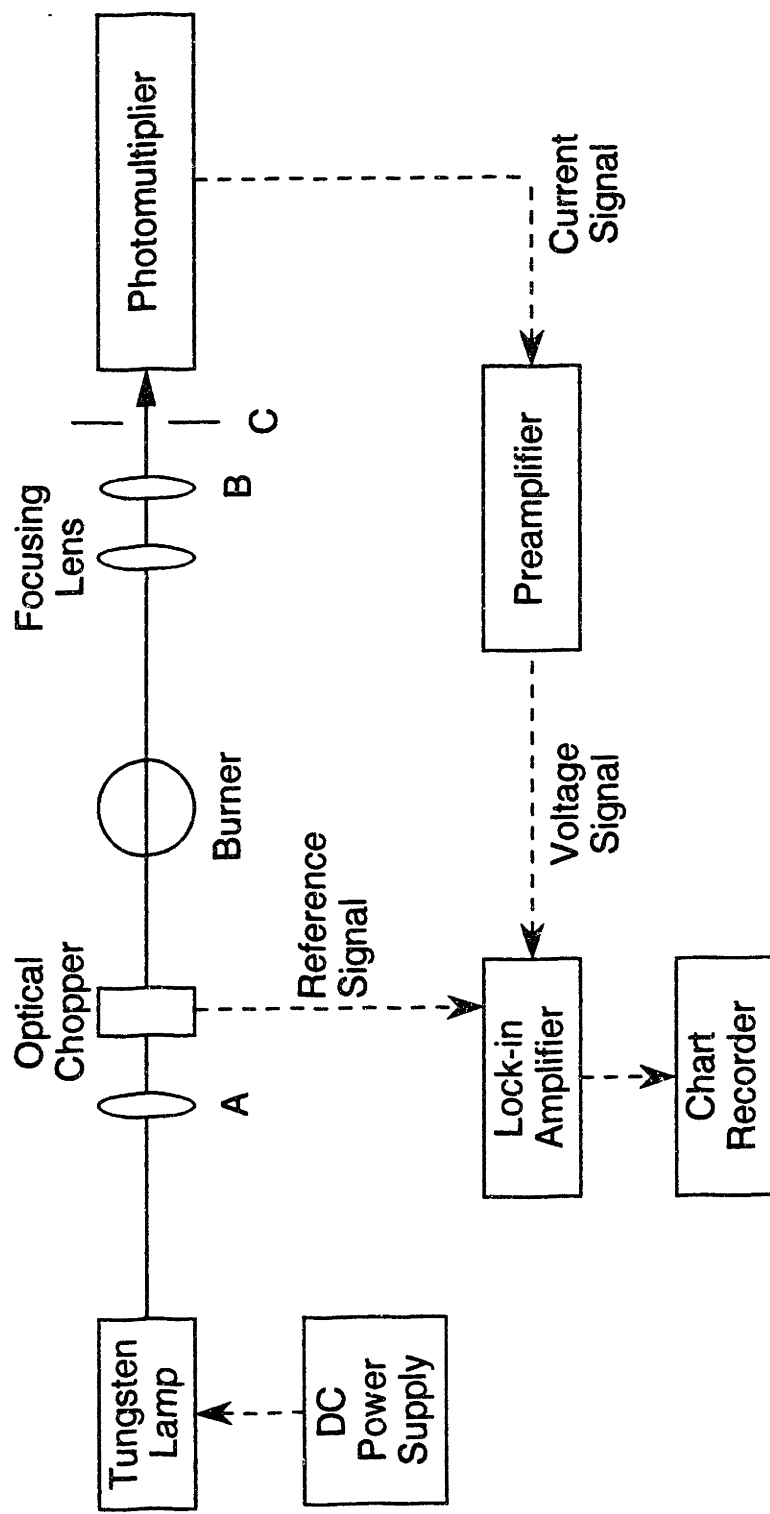 Tungsten
Lamp
DC
Power
Supply
A
Optical
Chopper
Reference
Signal
Burner
Focusing
Lens
B
C
Photomultiplier
Current
Signal
Preamplifier
Voltage
Signal
Lock-in
Amplifier
Chart
Recorder